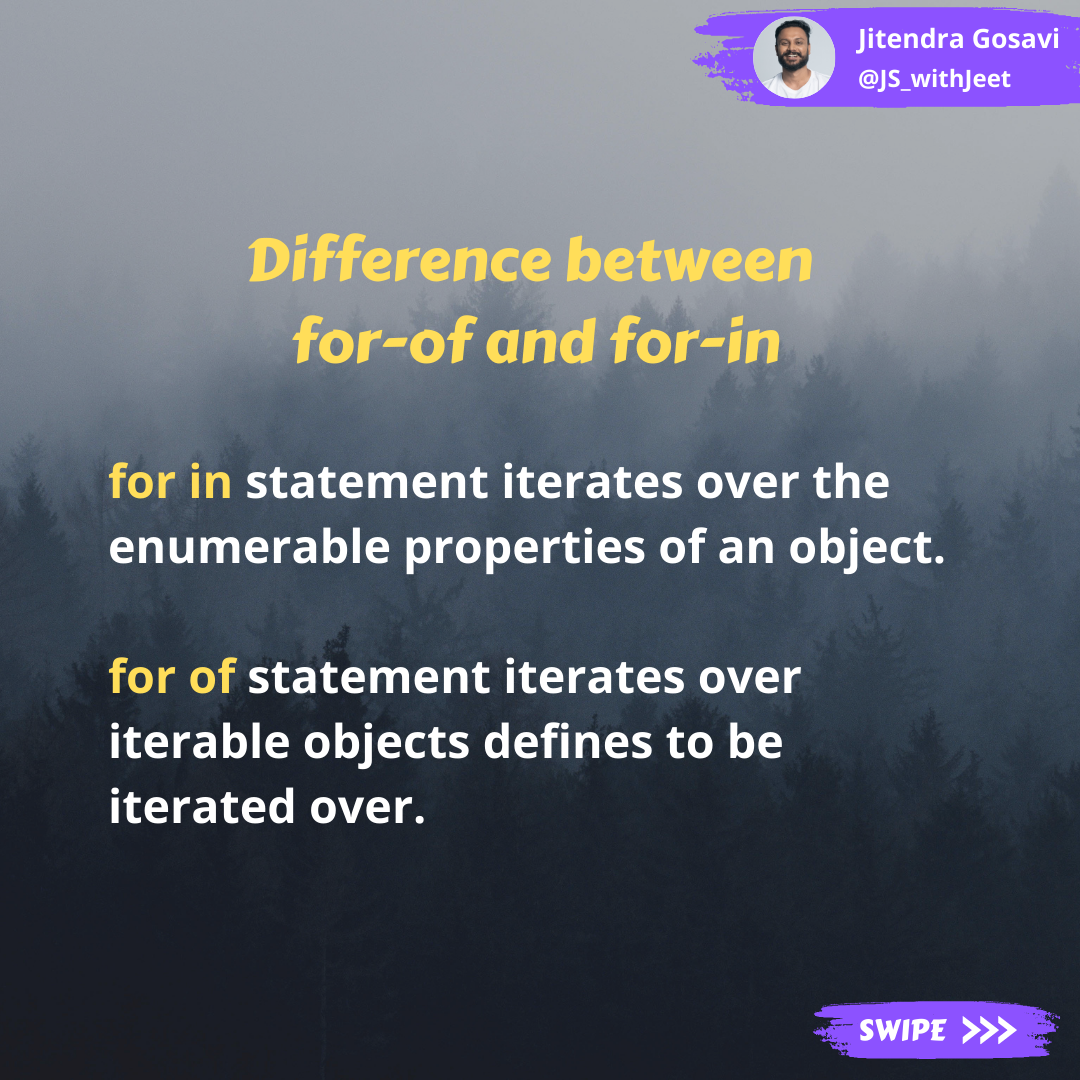 Jitendra Gosavi
@JS_withJeet
Difference between
for-of and for-in
for in statement iterates over the
enumerable properties of an object.
for of statement iterates over
iterable objects defines to be
iterated over.
SWIPE >>>